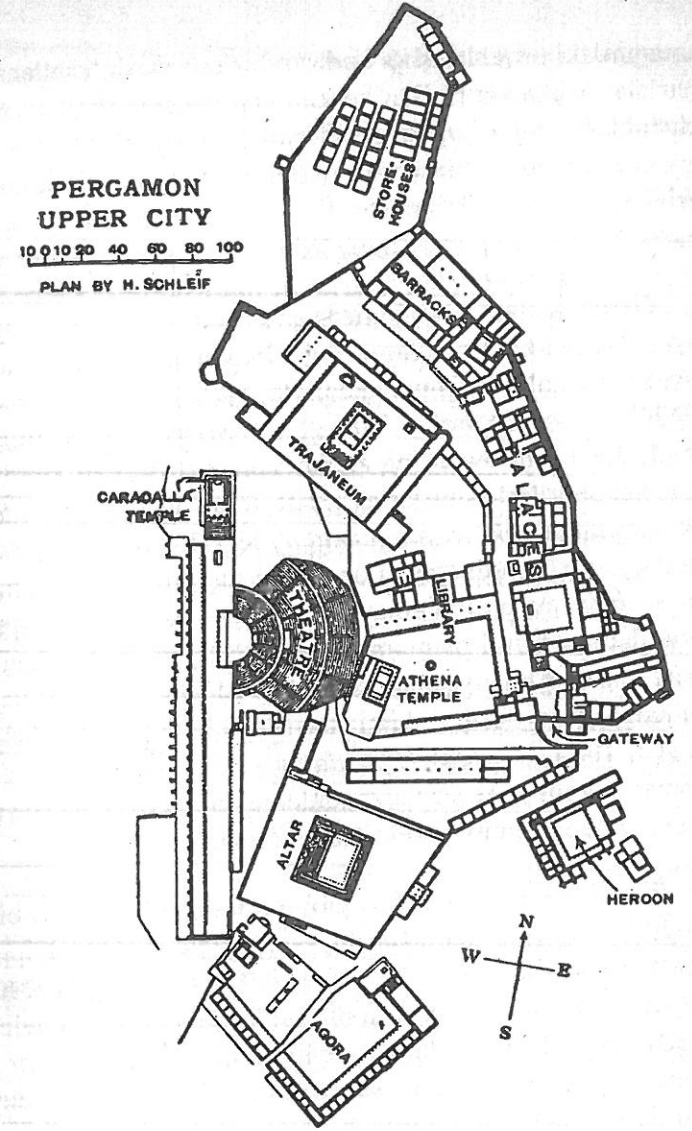 PERGAMON
UPPER CITY
10 0 10 20 40 60 80 100
PLAN BY H. SCHLEIF
STORE-
HOUSES
BARRACKS
TRAJANEUM
PALACES
CARACALLA
TEMPLE
THEATRE
LIBRARY
ATHENA
TEMPLE
GATEWAY
ALTAR
HEROON
N
W E
S
AGORA